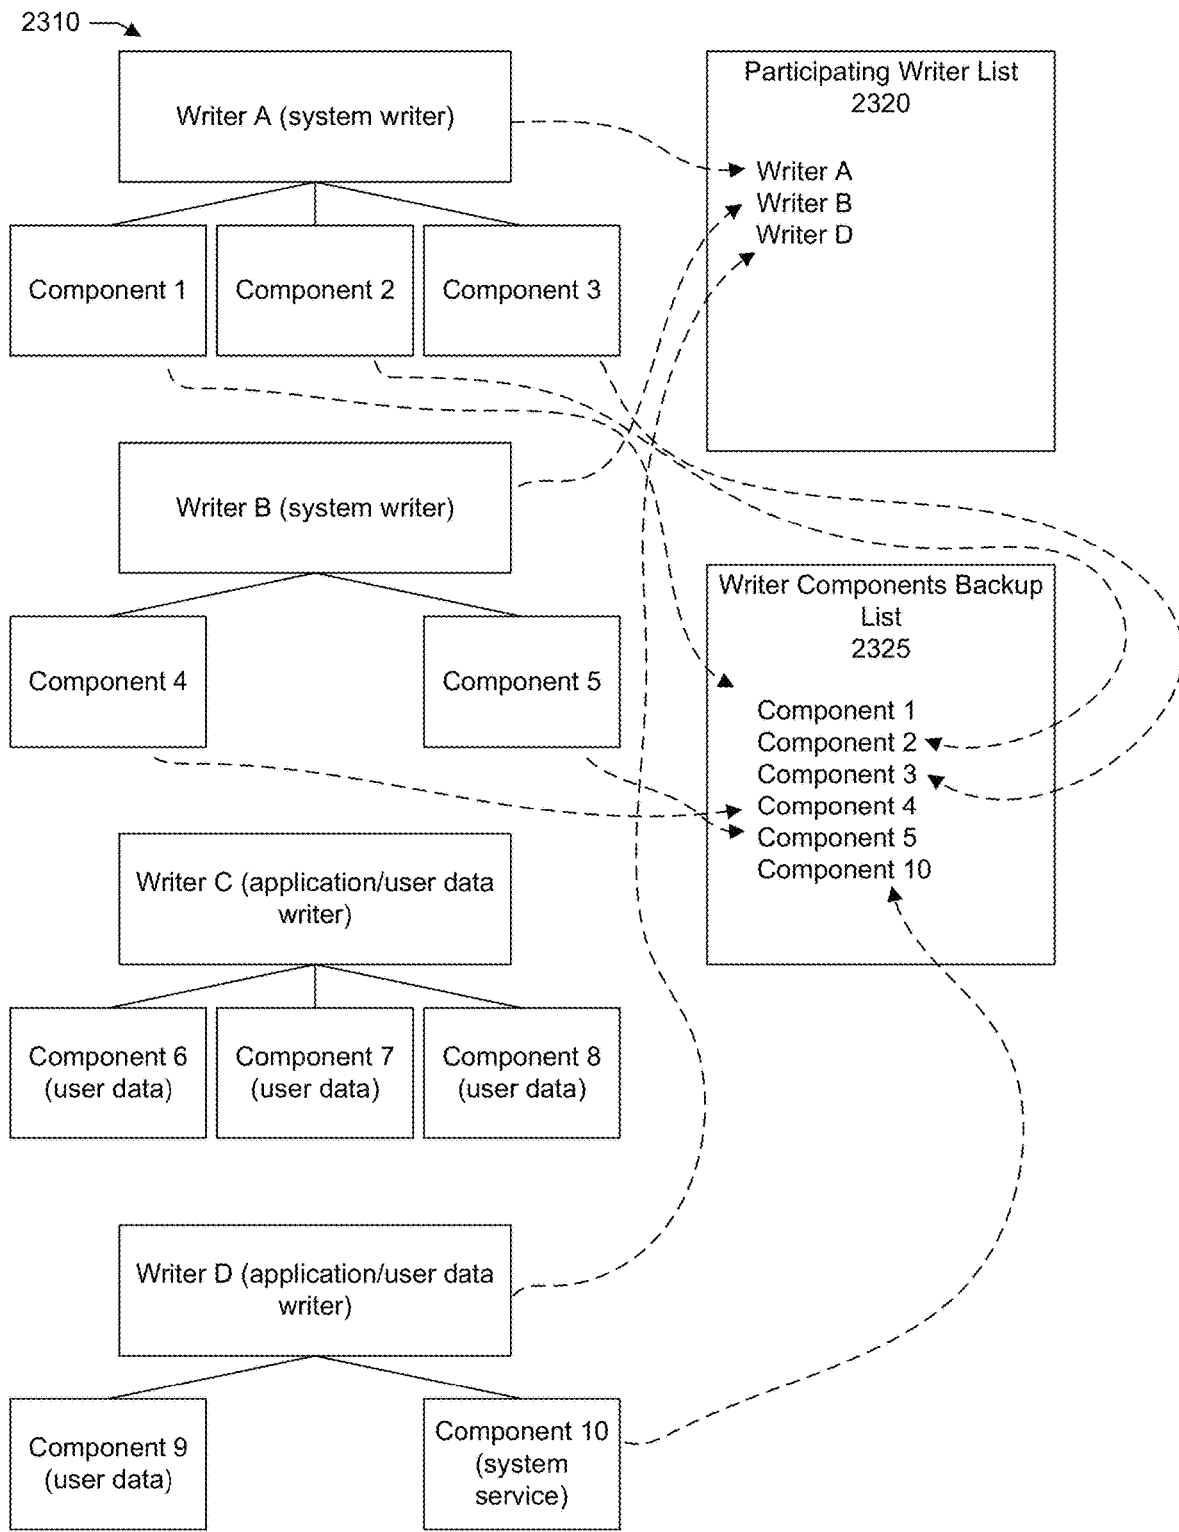 2310
Writer A (system writer)
Component 1
Component 2
Component 3
Participating Writer List
2320
Writer A
Writer B
Writer D
Writer B (system writer)
Component 4
Component 5
Writer Components Backup
List
2325
Component 1
Component 2
Component 3
Component 4
Component 5
Component 10
Writer C (application/user data
writer)
Component 6
(user data)
Component 7
(user data)
Component 8
(user data)
Writer D (application/user data
writer)
Component 9
(user data)
Component 10
(system
service)